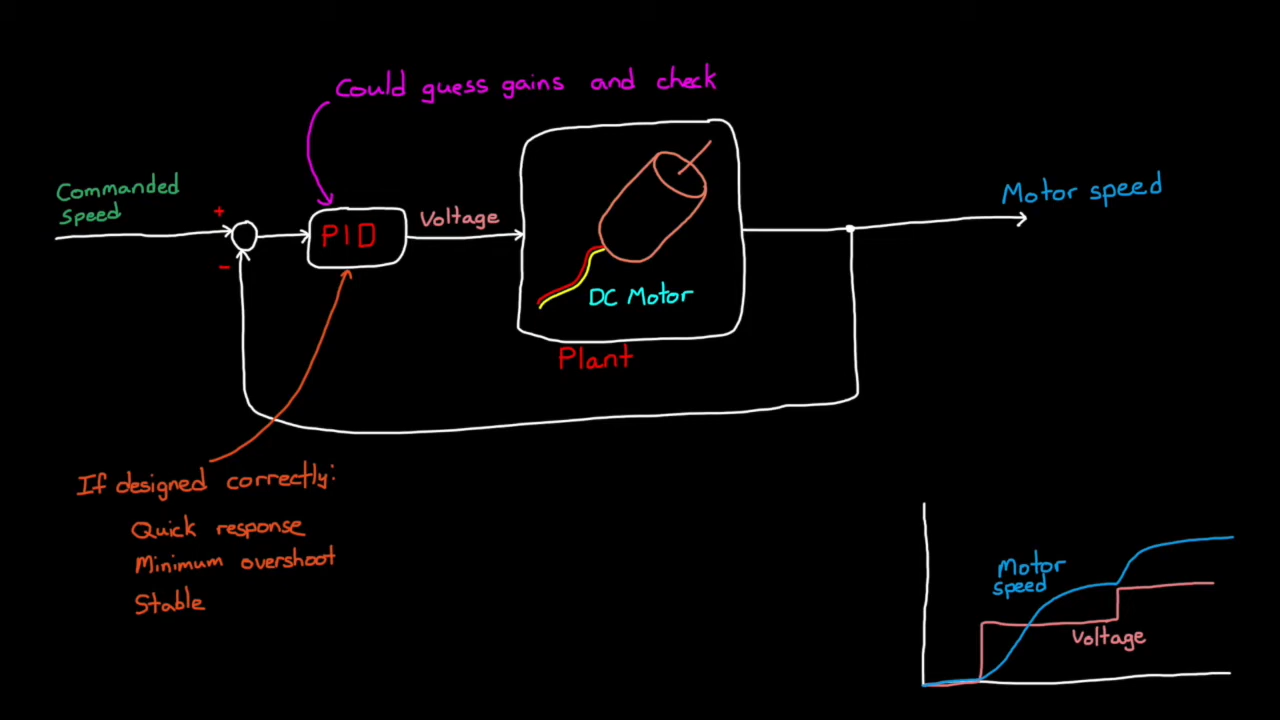 Could guess gains and check
Commanded
Speed
+
-
PID
Voltage
DC Motor
Plant
Motor speed
If designed correctly:
Quick response
Minimum overshoot
Stable
Motor
speed
Voltage